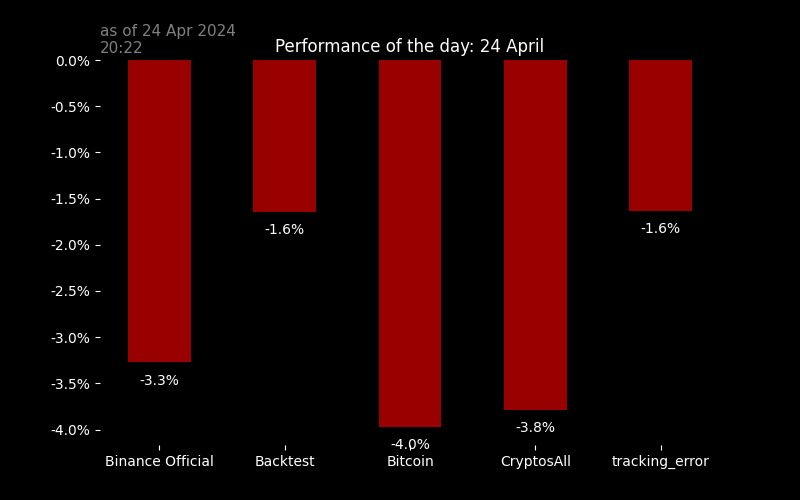 as of 24 Apr 2024
20:22
Performance of the day: 24 April
0.0%
-0.5%
-1.0%
-1.5%
-2.0%
-2.5%
-3.0%
-3.5%
-4.0%
-3.3%
-1.6%
-4.0%
-3.8%
-1.6%
Binance Official
Backtest
Bitcoin
CryptosAll
tracking_error